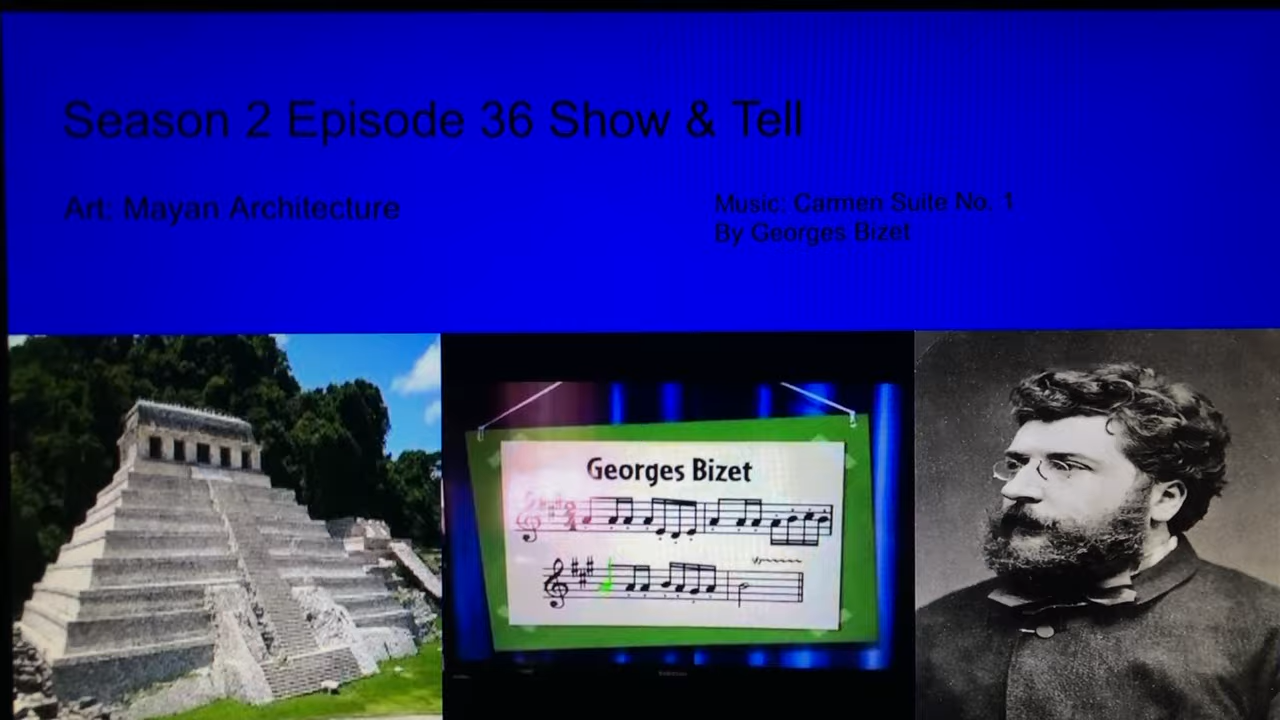 Season 2 Episode 36 Show & Tell
Art: Mayan Architecture
Music: Carmen Suite No. 1
By Georges Bizet
Georges Bizet